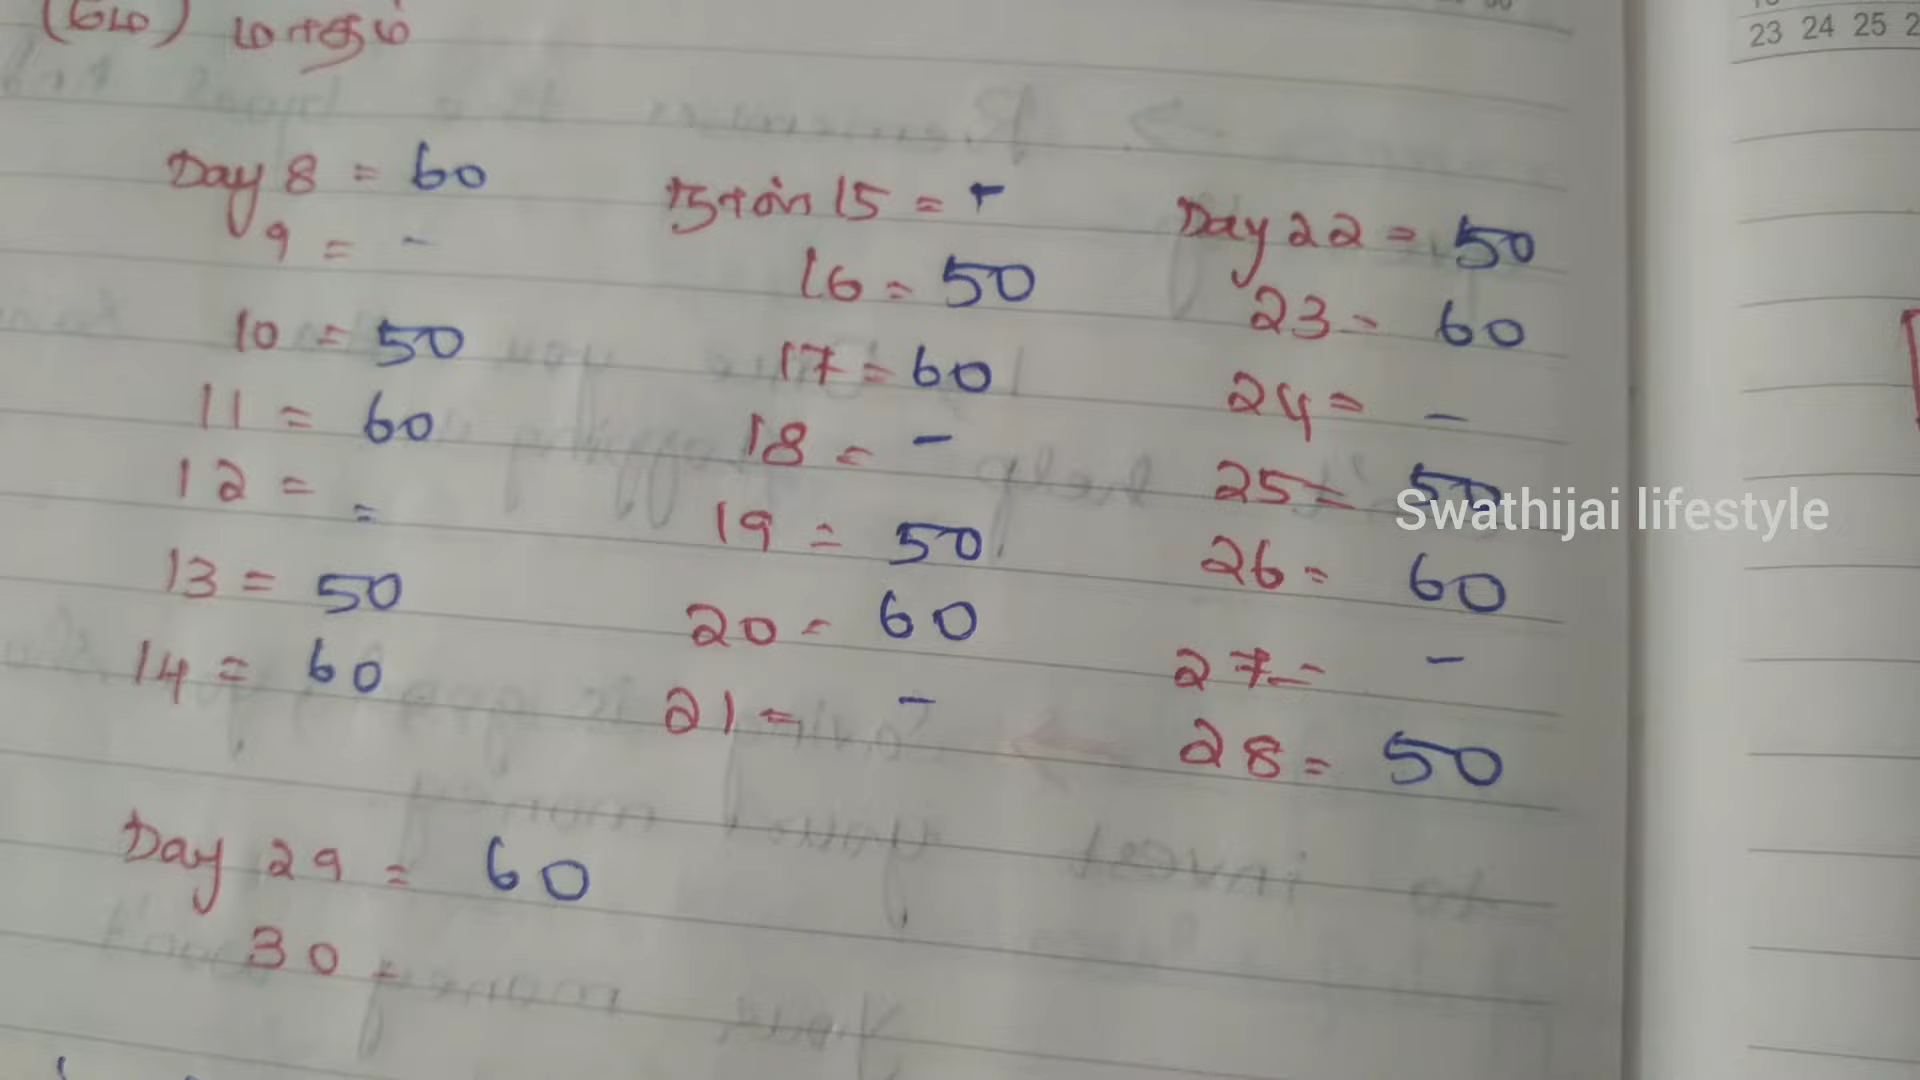 (மே) மாதம்
Day 8 = 60
9 = -
10 = 50
11 = 60
12 = =
13 = 50
14 = 60
நாள் 15 = -
16 = 50
17 = 60
18 = -
19 = 50
20 = 60
21 = -
Day 22 = 50
23 - 60
24 = -
25 = 50
26 = 60
27 = -
28 = 50
Day 29 = 60
30 -
23 24 25
Swathijai lifestyle